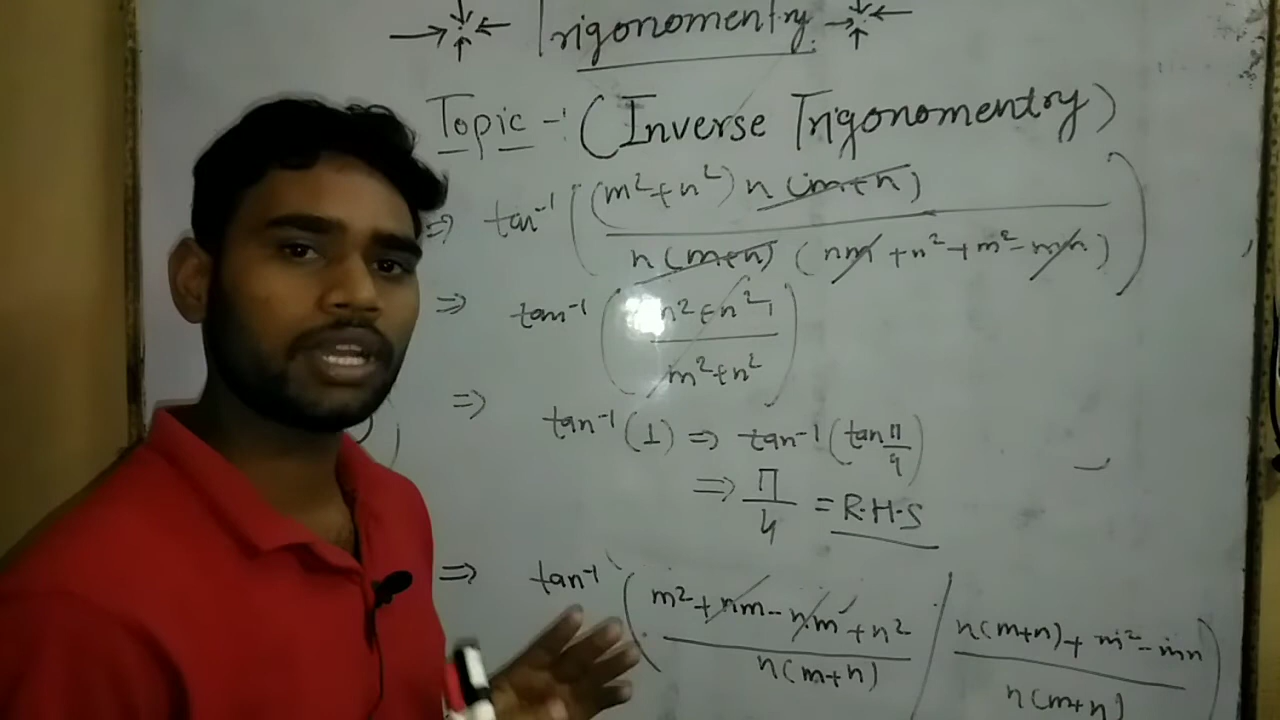 Trigonomentry
Topic -: (Inverse Trigonomentry)
⇒ tan⁻¹ ( (m²+n²) n(m+n) / n(m+n) (nm+n²+m²-mn) )
⇒ tan⁻¹ ( n²+n² / m²+n² )
⇒ tan⁻¹ (1) ⇒ tan⁻¹ (tan π/4)
⇒ π/4 = R.H.S
⇒ tan⁻¹ ( m²+nm-nm+n² / n(m+n) / n(m+n)+m²-mn / n(m+n) )